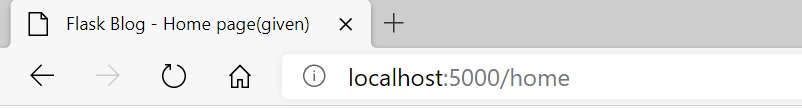 Flask Blog - Home page(given)
localhost:5000/home